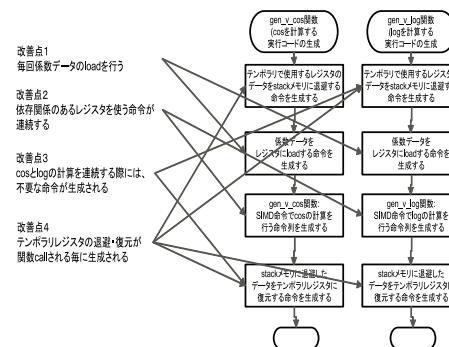 改善点1
毎回係数データのloadを行う
改善点2
依存関係のあるレジスタを使う命令が
連続する
改善点3
cosとlogの計算を連続する際には、
不要な命令が生成される
改善点4
テンポラリレジスタの退避・復元が
関数callされる毎に生成される
gen_v_cos関数
(cosを計算する
実行コードの生成
テンポラリで使用するレジスタの
データをstackメモリに退避する
命令を生成する
係数データを
レジスタにloadする命令を
生成する
gen_v_cos関数:
SIMD命令でcosの計算を
行う命令列を生成する
stackメモリに退避した
データをテンポラリレジスタに
復元する命令を生成する
gen_v_log関数
(logを計算する
実行コードの生成
テンポラリで使用するレジスタ
データをstackメモリに退避する
命令を生成する
係数データを
レジスタにloadする命令を
生成する
gen_v_log関数:
SIMD命令でlogの計算を
行う命令列を生成する
stackメモリに退避した
データをテンポラリレジスタに
復元する命令を生成する